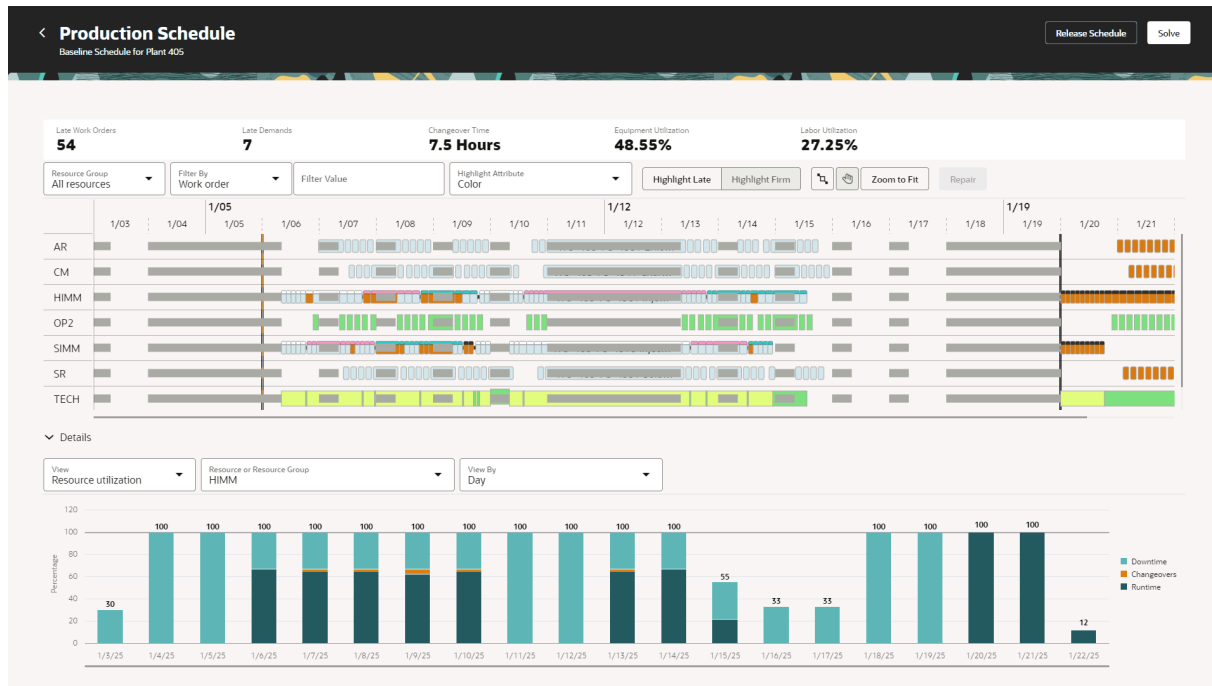 Production Schedule
Baseline Schedule for Plant 405
Release Schedule
Solve
Late Work Orders
54
Late Demands
7
Changeover Time
7.5 Hours
Equipment Utilization
48.55%
Labor Utilization
27.25%
Resource Group
All resources
Filter By
Work order
Filter Value
Highlight Attribute
Color
Highlight Late
Highlight Firm
Zoom to Fit
Repair
1/05 1/12 1/19
1/03 1/04 1/05 1/06 1/07 1/08 1/09 1/10 1/11 1/12 1/13 1/14 1/15 1/16 1/17 1/18 1/19 1/20 1/21
AR
CM
HIMM
OP2
SIMM
SR
TECH
Details
View
Resource utilization
Resource or Resource Group
HIMM
View By
Day
Percentage
120
100
80
60
40
20
0
30 100 100 100 100 100 100 100 100 100 100 100 55 33 33 100 100 100 100 12
1/3/25 1/4/25 1/5/25 1/6/25 1/7/25 1/8/25 1/9/25 1/10/25 1/11/25 1/12/25 1/13/25 1/14/25 1/15/25 1/16/25 1/17/25 1/18/25 1/19/25 1/20/25 1/21/25 1/22/25
Downtime
Changeovers
Runtime